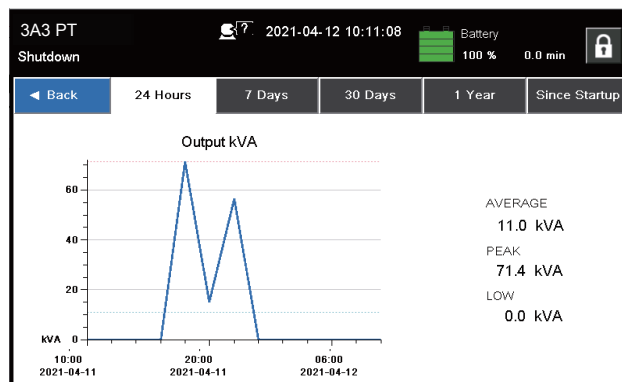 3A3 PT
Shutdown
? 2021-04-12 10:11:08
Battery
100 % 0.0 min
◄ Back 24 Hours 7 Days 30 Days 1 Year Since Startup
Output kVA
60
40
20
kVA 0
10:00 20:00 06:00
2021-04-11 2021-04-11 2021-04-12
AVERAGE
11.0 kVA
PEAK
71.4 kVA
LOW
0.0 kVA